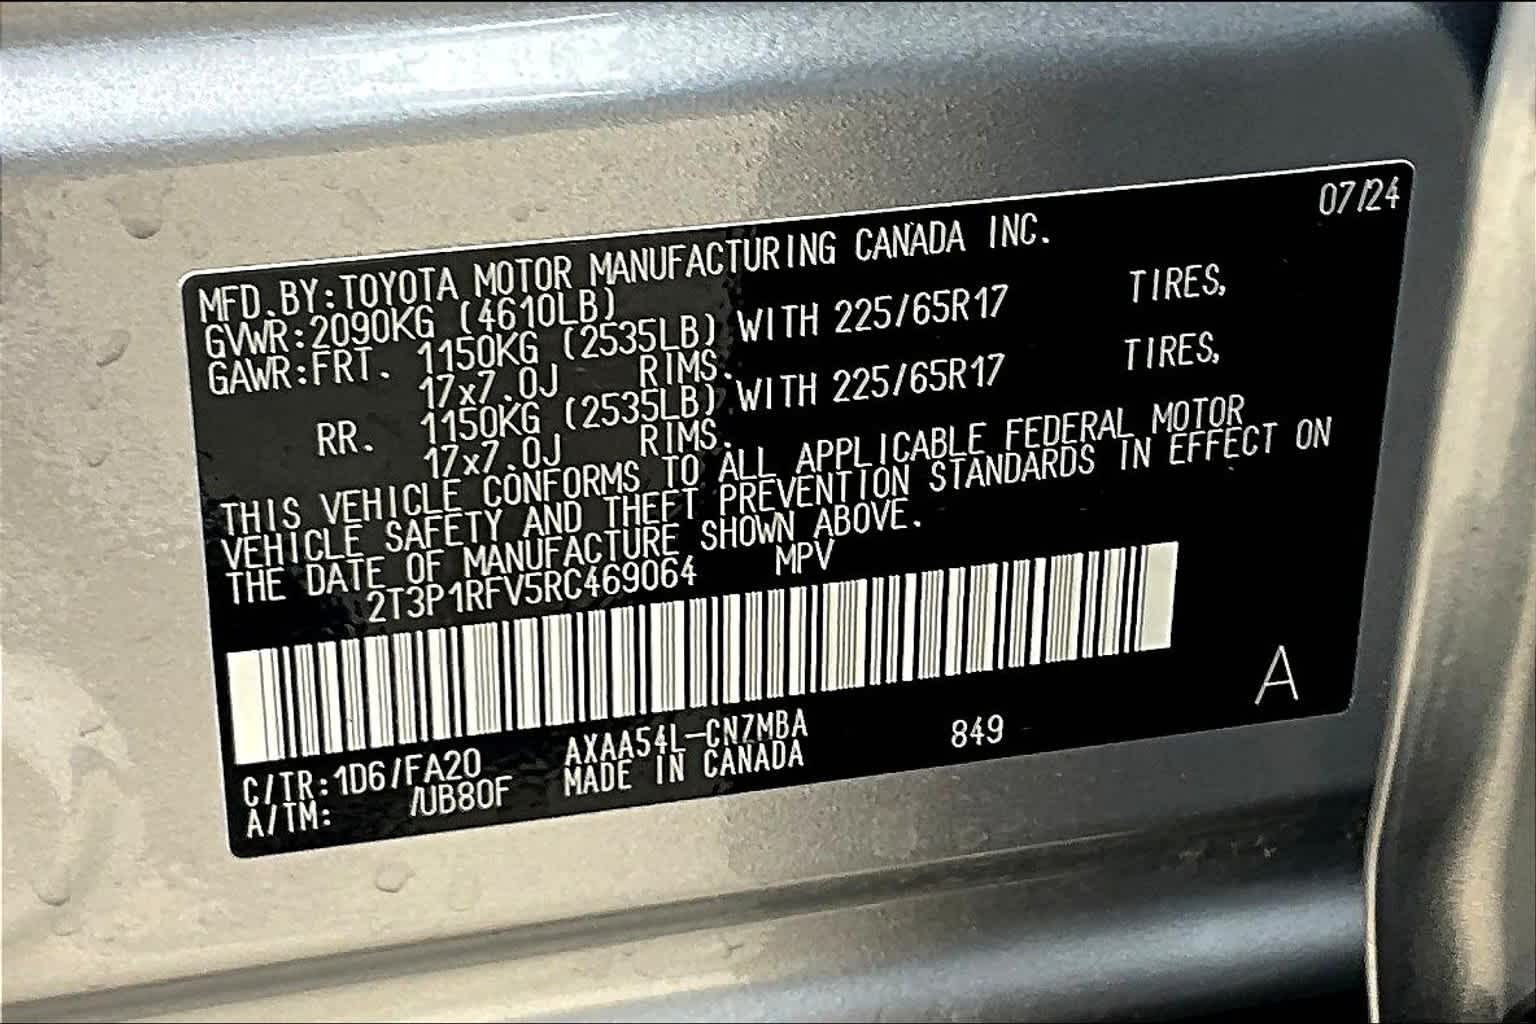 07/24
MFD.BY:TOYOTA MOTOR MANUFACTURING CANADA INC.
GVWR:2090KG (4610LB)
GAWR:FRT. 1150KG (2535LB) WITH 225/65R17 TIRES,
17x7.0J RIMS.
RR. 1150KG (2535LB) WITH 225/65R17 TIRES,
17x7.0J RIMS.
THIS VEHICLE CONFORMS TO ALL APPLICABLE FEDERAL MOTOR
VEHICLE SAFETY AND THEFT PREVENTION STANDARDS IN EFFECT ON
THE DATE OF MANUFACTURE SHOWN ABOVE.
2T3P1RFV5RC469064 MPV
A
C/TR:1D6/FA20 AXAA54L-CN7MBA 849
A/TM: /UB80F MADE IN CANADA